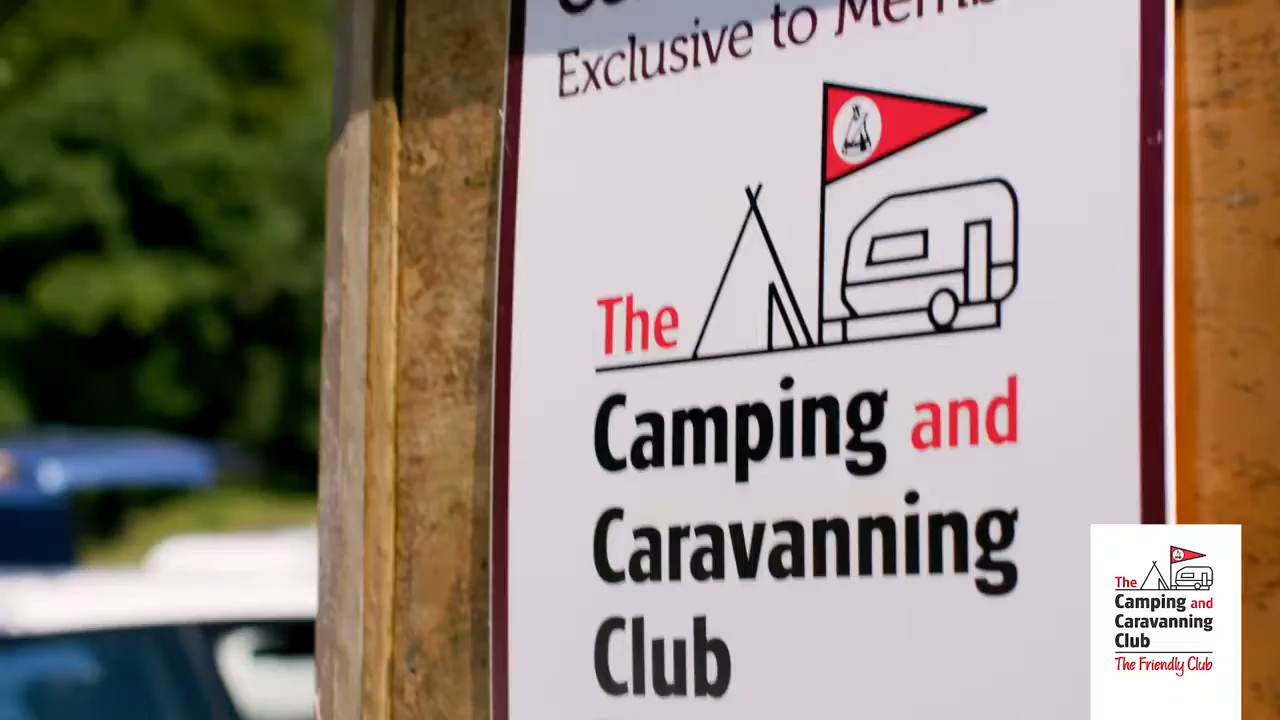 Exclusive to
The
Camping and
Caravanning
Club
The
Camping and
Caravanning
Club
The Friendly Club